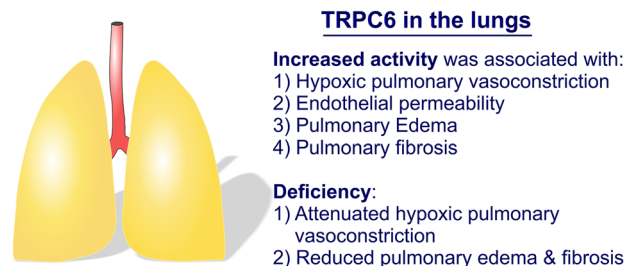 TRPC6 in the lungs
Increased activity was associated with:
1) Hypoxic pulmonary vasoconstriction
2) Endothelial permeability
3) Pulmonary Edema
4) Pulmonary fibrosis
Deficiency:
1) Attenuated hypoxic pulmonary
vasoconstriction
2) Reduced pulmonary edema & fibrosis